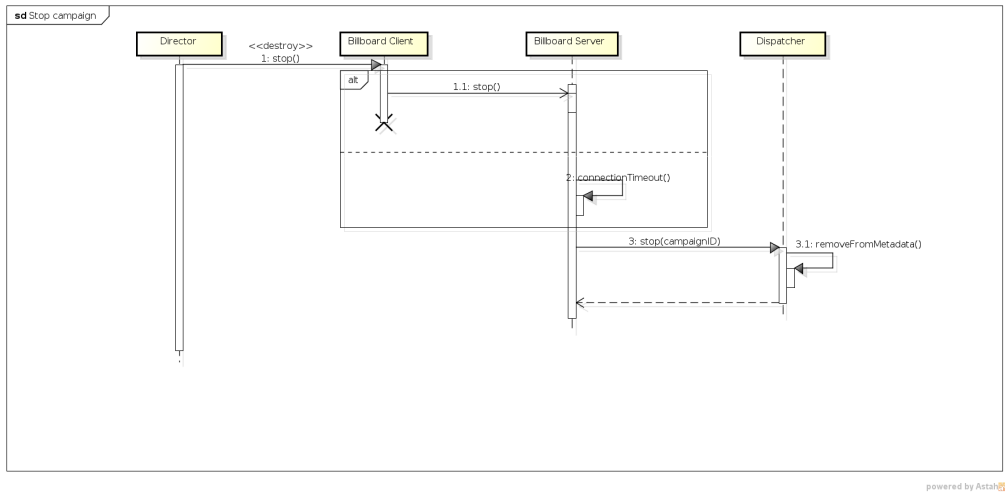 sd Stop campaign
Director
Billboard Client
Billboard Server
Dispatcher
<<destroy>>
1: stop()
alt
1.1: stop()
2: connectionTimeout()
3: stop(campaignID)
3.1: removeFromMetadata()
powered by Astah